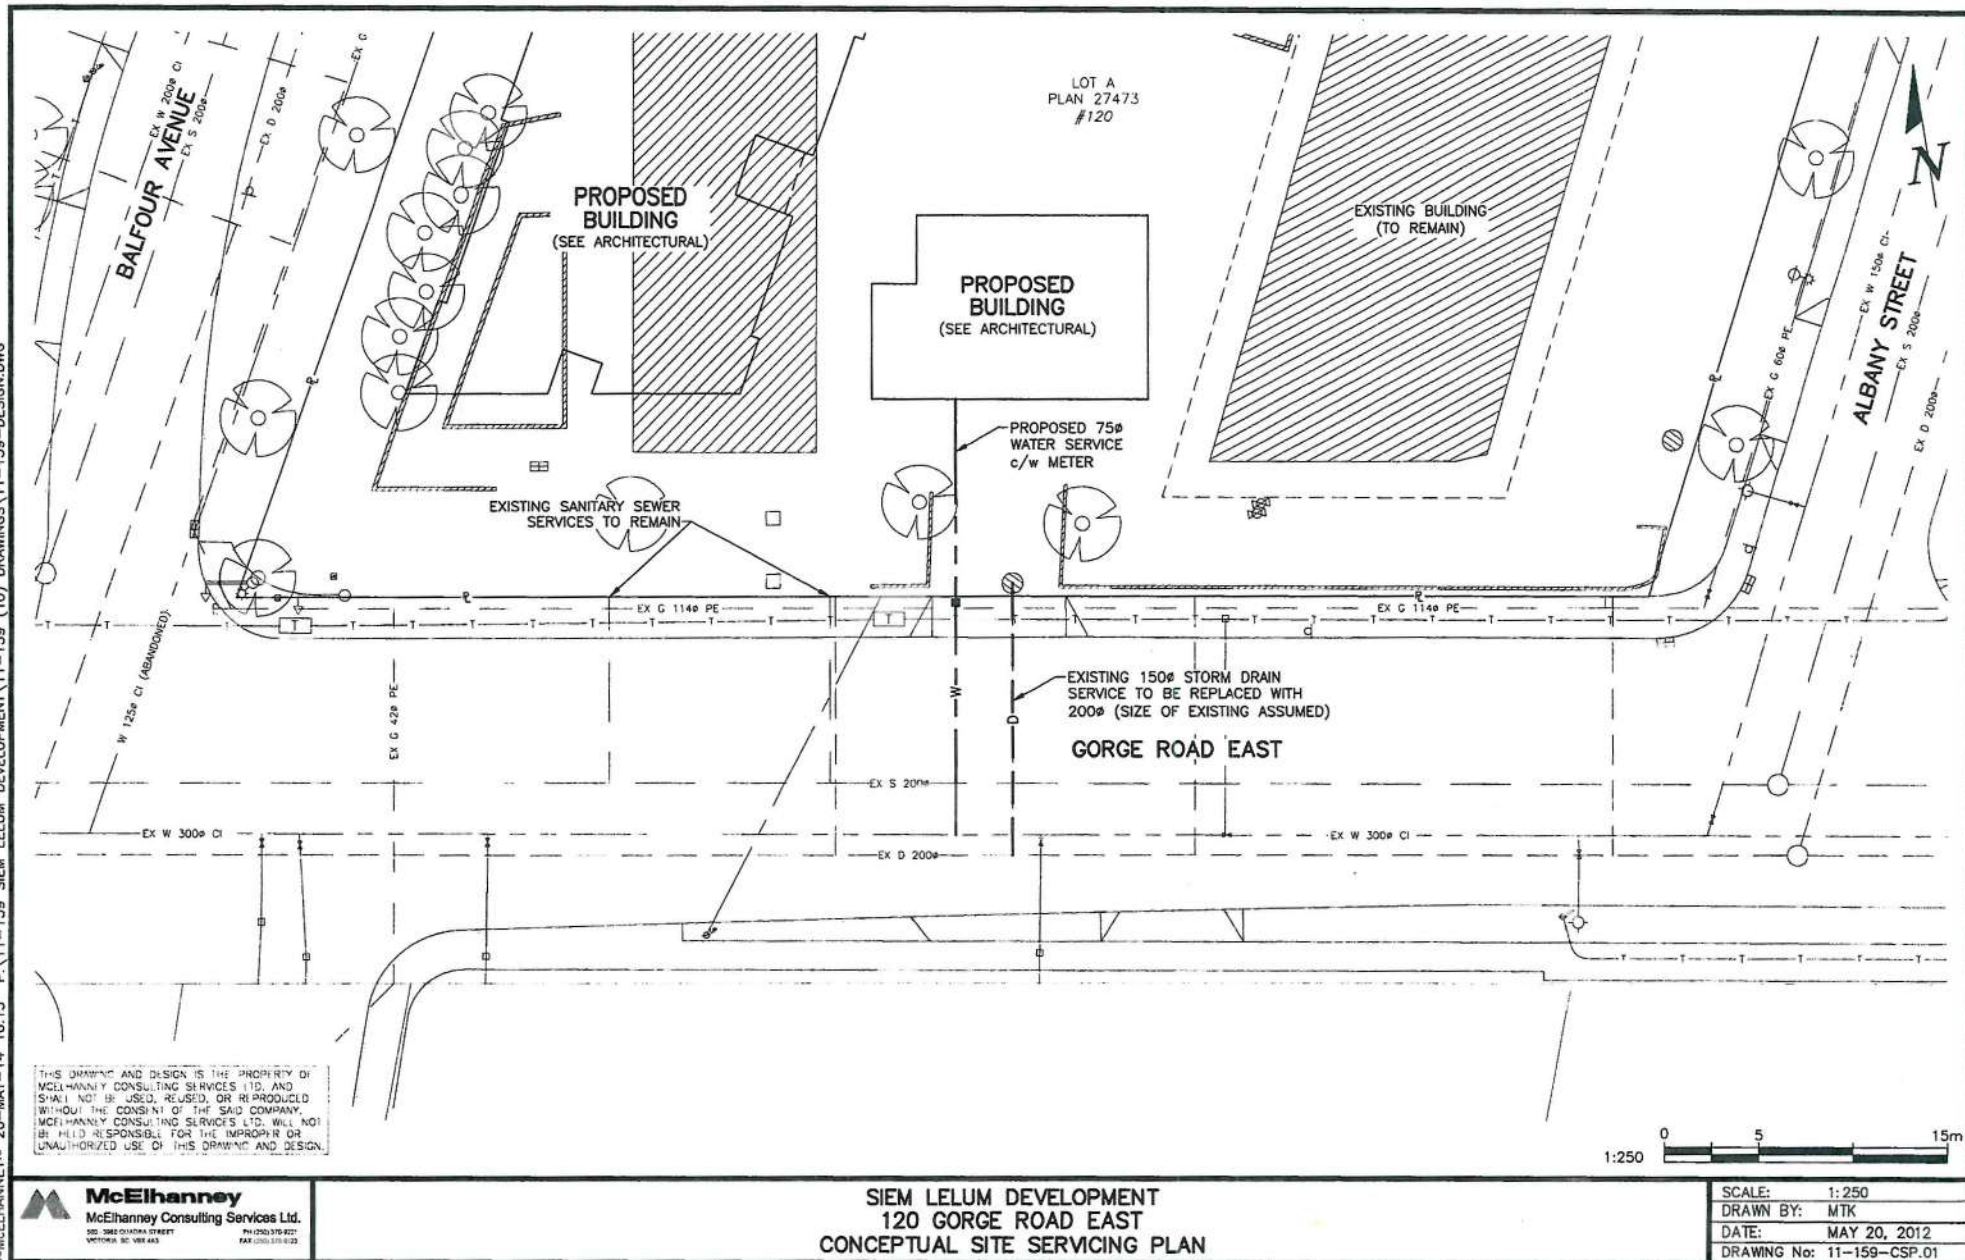 LOT A
PLAN 27473
#120
BALFOUR AVENUE
EX W 200ø CI
EX S 200ø
EX D 200ø
EX G
PROPOSED
BUILDING
(SEE ARCHITECTURAL)
PROPOSED
BUILDING
(SEE ARCHITECTURAL)
EXISTING BUILDING
(TO REMAIN)
N
EX W 150ø CI
ALBANY STREET
EX S 200ø
EX G 60ø PE
EX D 200ø
PROPOSED 75ø
WATER SERVICE
c/w METER
EXISTING SANITARY SEWER
SERVICES TO REMAIN
EX G 114ø PE
EX G 114ø PE
W 125ø CI (ABANDONED)
EX G 42ø PE
W
D
EXISTING 150ø STORM DRAIN
SERVICE TO BE REPLACED WITH
200ø (SIZE OF EXISTING ASSUMED)
GORGE ROAD EAST
EX S 200ø
EX W 300ø CI
EX W 300ø CI
EX D 200ø
THIS DRAWING AND DESIGN IS THE PROPERTY OF
MCELHANNEY CONSULTING SERVICES LTD. AND
SHALL NOT BE USED, REUSED, OR REPRODUCED
WITHOUT THE CONSENT OF THE SAID COMPANY.
MCELHANNEY CONSULTING SERVICES LTD. WILL NOT
BE HELD RESPONSIBLE FOR THE IMPROPER OR
UNAUTHORIZED USE OF THIS DRAWING AND DESIGN.
1:250
0 5 15m
McElhanney
McElhanney Consulting Services Ltd.
SIEM LELUM DEVELOPMENT
120 GORGE ROAD EAST
CONCEPTUAL SITE SERVICING PLAN
SCALE: 1:250
DRAWN BY: MTK
DATE: MAY 20, 2012
DRAWING No: 11-159-CSP.01